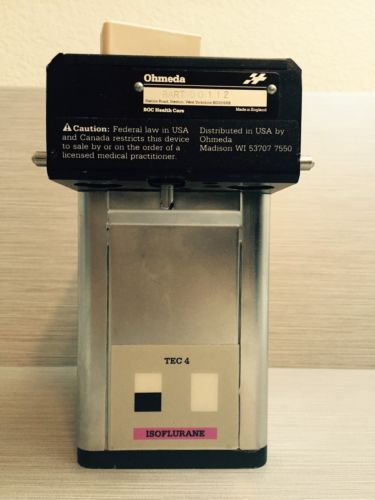 Ohmeda
BOC Health Care
Made in England
Caution: Federal law in USA
and Canada restricts this device
to sale by or on the order of a
licensed medical practitioner.
Distributed in USA by
Ohmeda
Madison WI 53707 7550
TEC 4
ISOFLURANE